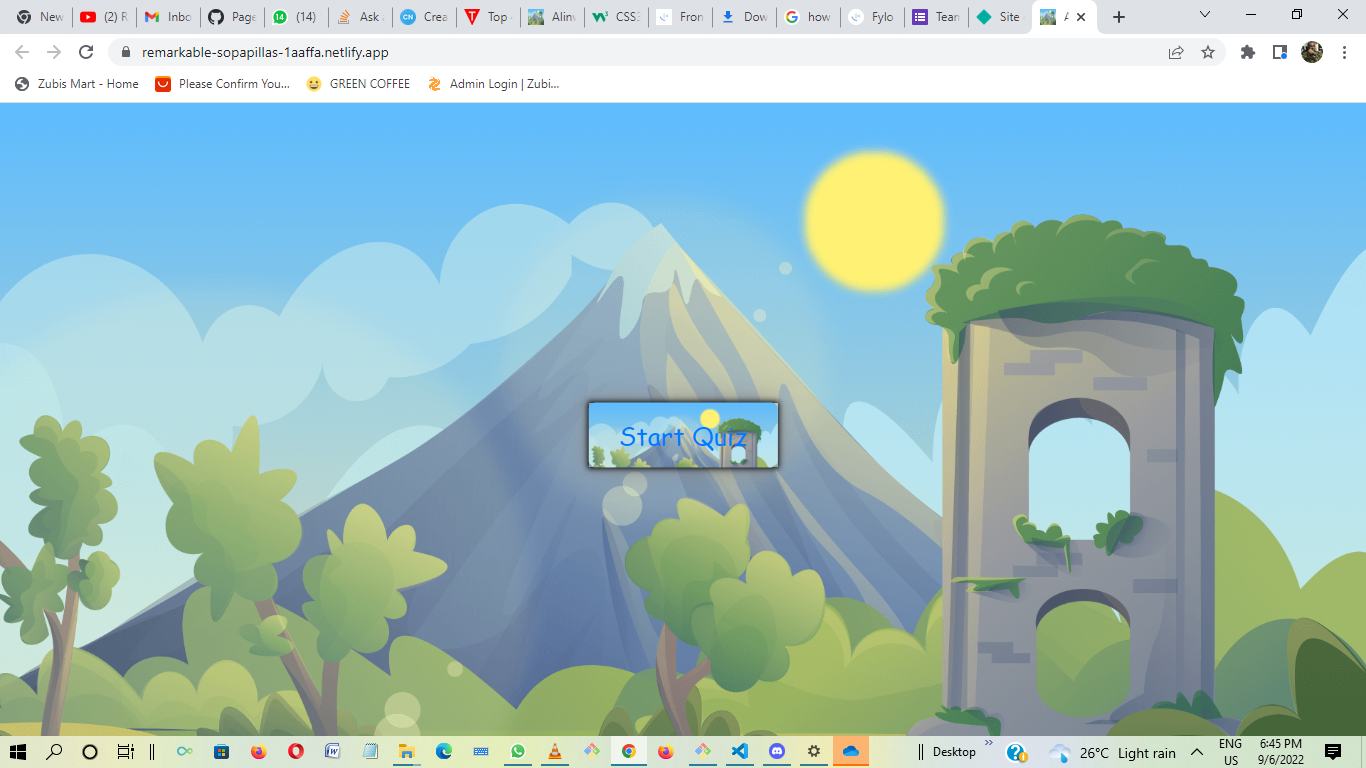 New
(2) R
Inbo
Page
14
(14)
Ask a
CN
Crea
Top
Alin
CSS
Fron
Dow
how
Fylo
Tean
Site
remarkable-sopapillas-1aaffa.netlify.app
Zubis Mart - Home
Please Confirm You...
GREEN COFFEE
Admin Login | Zubi...
Start Quiz
Desktop
26°C Light rain
ENG
US
6:45 PM
9/6/2022